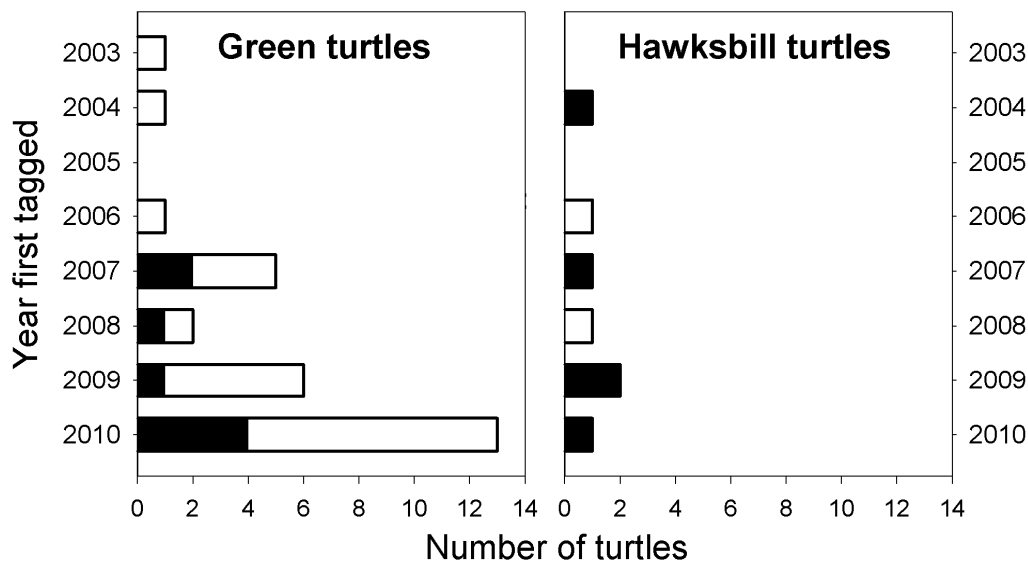 Green turtles
Hawksbill turtles
Year first tagged
2003
2004
2005
2006
2007
2008
2009
2010
2003
2004
2005
2006
2007
2008
2009
2010
0 2 4 6 8 10 12 14
0 2 4 6 8 10 12 14
Number of turtles